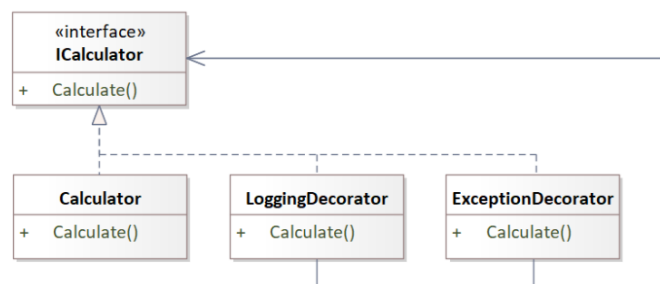 «interface»
ICalculator
+ Calculate()
Calculator
+ Calculate()
LoggingDecorator
+ Calculate()
ExceptionDecorator
+ Calculate()